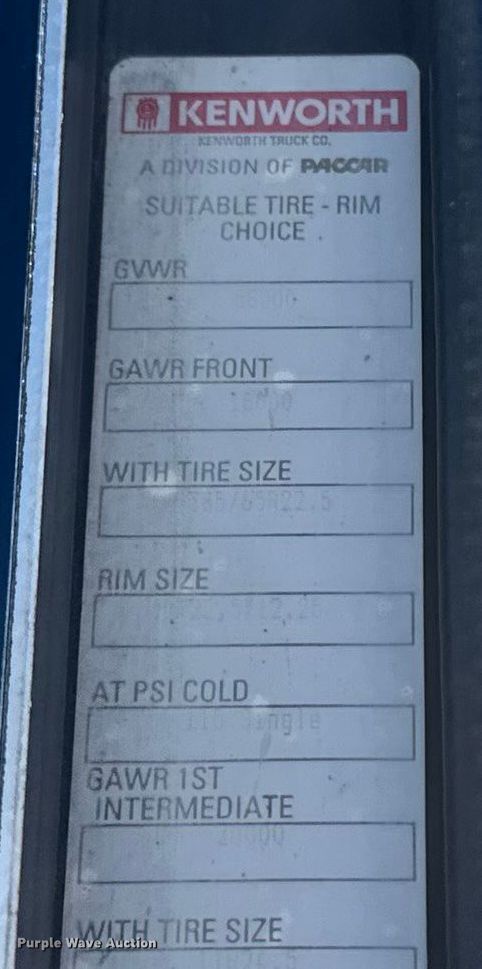 KENWORTH
KENWORTH TRUCK CO.
A DIVISION OF PACCAR
SUITABLE TIRE - RIM
CHOICE
GVWR
GAWR FRONT
WITH TIRE SIZE
RIM SIZE
AT PSI COLD
Single
GAWR 1ST
INTERMEDIATE
WITH TIRE SIZE
Purple Wave Auction